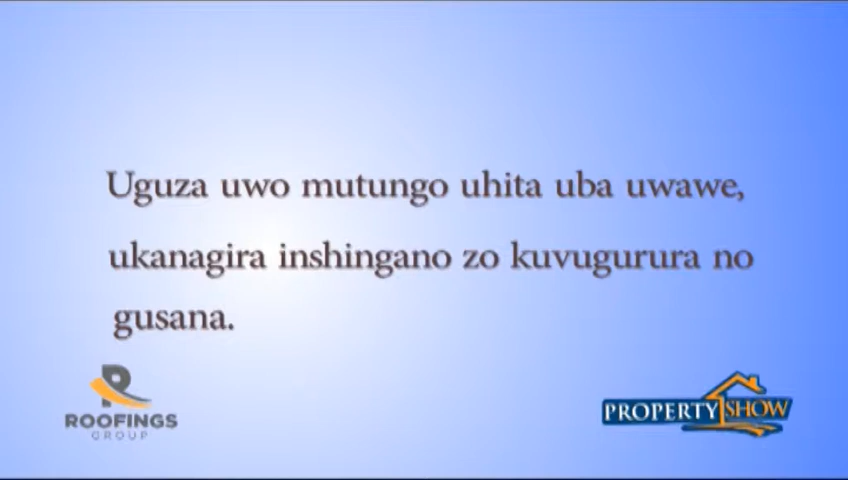 Uguza uwo mutungo uhita uba uwawe,
ukanagira inshingano zo kuvugurura no
gusana.
ROOFINGS
GROUP
PROPERTY SHOW